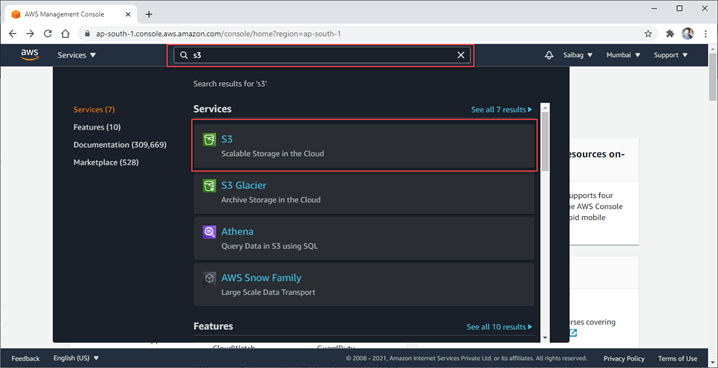 AWS Management Console
ap-south-1.console.aws.amazon.com/console/home?region=ap-south-1
aws
Services
s3
Saibag
Mumbai
Support
Search results for 's3'
Services (7)
Features (10)
Documentation (309,669)
Marketplace (528)
Services
See all 7 results
S3
Scalable Storage in the Cloud
S3 Glacier
Archive Storage in the Cloud
Athena
Query Data in S3 using SQL
AWS Snow Family
Large Scale Data Transport
Features
See all 10 results
esources on-
upports four
ne AWS Console
oid mobile
rses covering
CloudWatch
GuardDuty
Feedback
English (US)
© 2008 - 2021, Amazon Internet Services Private Ltd. or its affiliates. All rights reserved.
Privacy Policy
Terms of Use